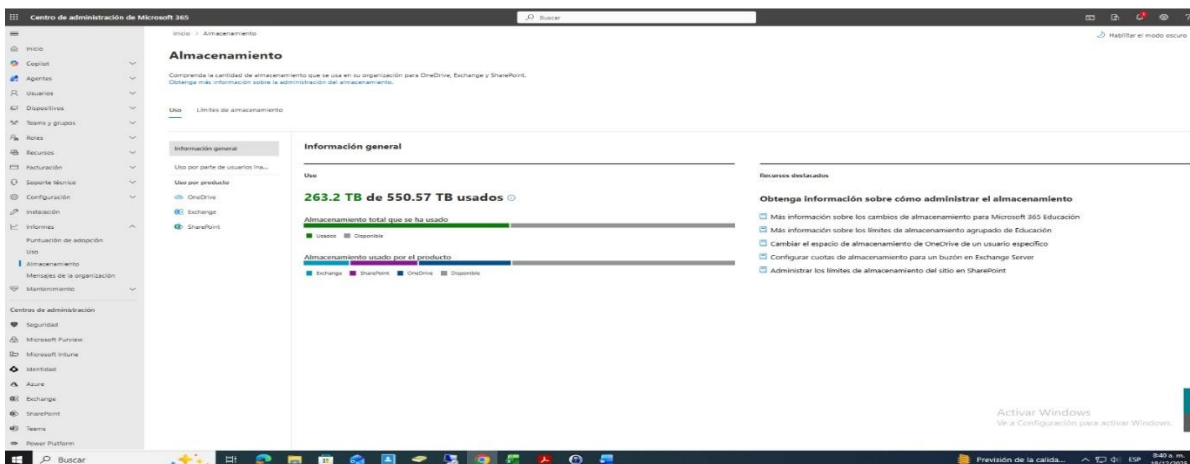 Centro de administración de Microsoft 365
Buscar
Inicio
Copilot
Agentes
Usuarios
Dispositivos
Teams y grupos
Roles
Recursos
Facturación
Soporte técnico
Configuración
Instalación
Informes
Puntuación de adopción
Uso
Almacenamiento
Mensajes de la organización
Mantenimiento
Centros de administración
Seguridad
Microsoft Purview
Microsoft Intune
Identidad
Azure
Exchange
SharePoint
Teams
Power Platform
Inicio > Almacenamiento
Habilitar el modo oscuro
Almacenamiento
Comprenda la cantidad de almacenamiento que se usa en su organización para OneDrive, Exchange y SharePoint.
Obtenga más información sobre la administración del almacenamiento.
Uso
Límites de almacenamiento
Información general
Uso por parte de usuarios ina...
Uso por producto
OneDrive
Exchange
SharePoint
Información general
Uso
263.2 TB de 550.57 TB usados
Almacenamiento total que se ha usado
Usados Disponible
Almacenamiento usado por el producto
Exchange SharePoint OneDrive Disponible
Recursos destacados
Obtenga información sobre cómo administrar el almacenamiento
Más información sobre los cambios de almacenamiento para Microsoft 365 Educación
Más información sobre los límites de almacenamiento agrupado de Educación
Cambiar el espacio de almacenamiento de OneDrive de un usuario específico
Configurar cuotas de almacenamiento para un buzón en Exchange Server
Administrar los límites de almacenamiento del sitio en SharePoint
Activar Windows
Ve a Configuración para activar Windows.
Buscar
Previsión de la calida...
ESP
8:40 a. m.
18/12/2025